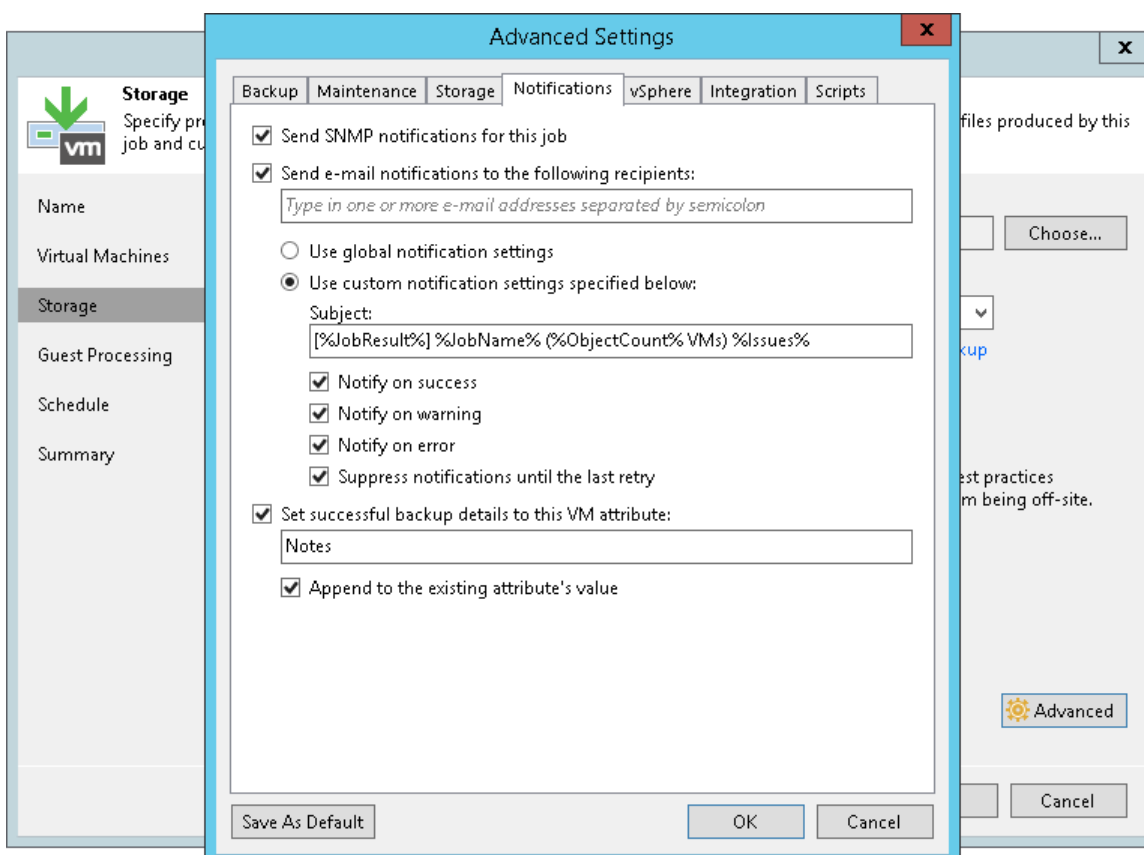 Advanced Settings
x
x
Storage
Specify pr
job and cu
files produced by this
vm
Name
Virtual Machines
Storage
Guest Processing
Schedule
Summary
Backup
Maintenance
Storage
Notifications
vSphere
Integration
Scripts
Send SNMP notifications for this job
Send e-mail notifications to the following recipients:
Type in one or more e-mail addresses separated by semicolon
Use global notification settings
Use custom notification settings specified below:
Subject:
[%JobResult%] %JobName% (%ObjectCount% VMs) %Issues%
Notify on success
Notify on warning
Notify on error
Suppress notifications until the last retry
Set successful backup details to this VM attribute:
Notes
Append to the existing attribute's value
Choose...
kup
est practices
m being off-site.
Advanced
Save As Default
OK
Cancel
Cancel